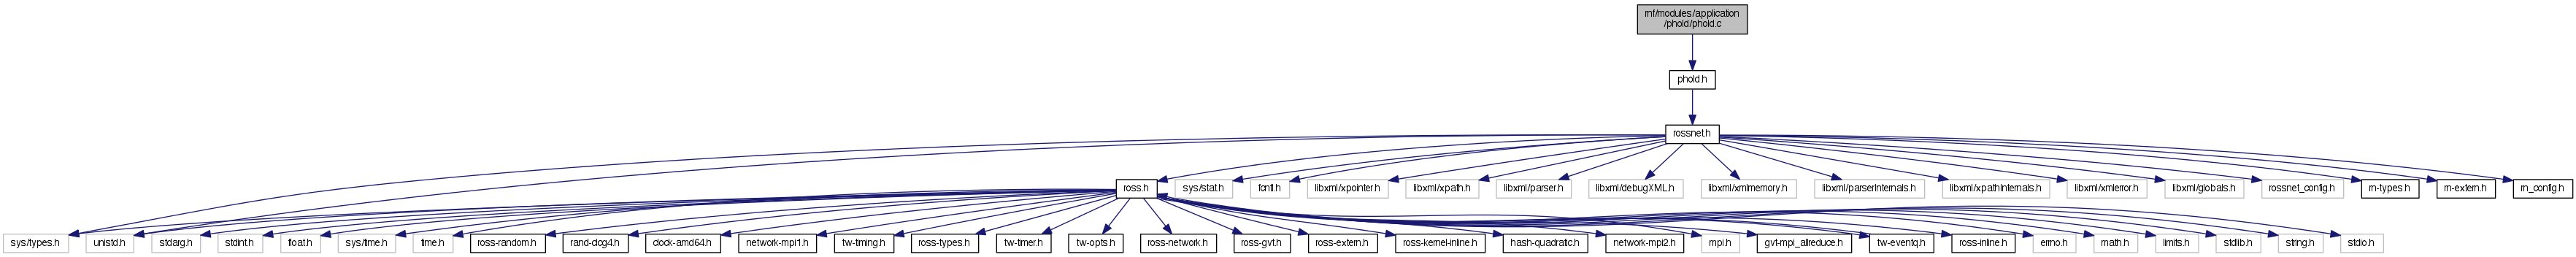 rnf/modules/application
/phold/phold.c
phold.h
rossnet.h
ross.h
sys/stat.h
fcntl.h
libxml/xpointer.h
libxml/xpath.h
libxml/parser.h
libxml/debugXML.h
libxml/xmlmemory.h
libxml/parserInternals.h
libxml/xpathInternals.h
libxml/xmlerror.h
libxml/globals.h
rossnet_config.h
rn-types.h
rn-extern.h
rn_config.h
sys/types.h
unistd.h
stdarg.h
stdint.h
float.h
sys/time.h
time.h
ross-random.h
rand-clcg4.h
clock-amd64.h
network-mpi1.h
tw-timing.h
ross-types.h
tw-timer.h
tw-opts.h
ross-network.h
ross-gvt.h
ross-extern.h
ross-kernel-inline.h
hash-quadratic.h
network-mpi2.h
mpi.h
gvt-mpi_allreduce.h
tw-eventq.h
ross-inline.h
errno.h
math.h
limits.h
stdlib.h
string.h
stdio.h